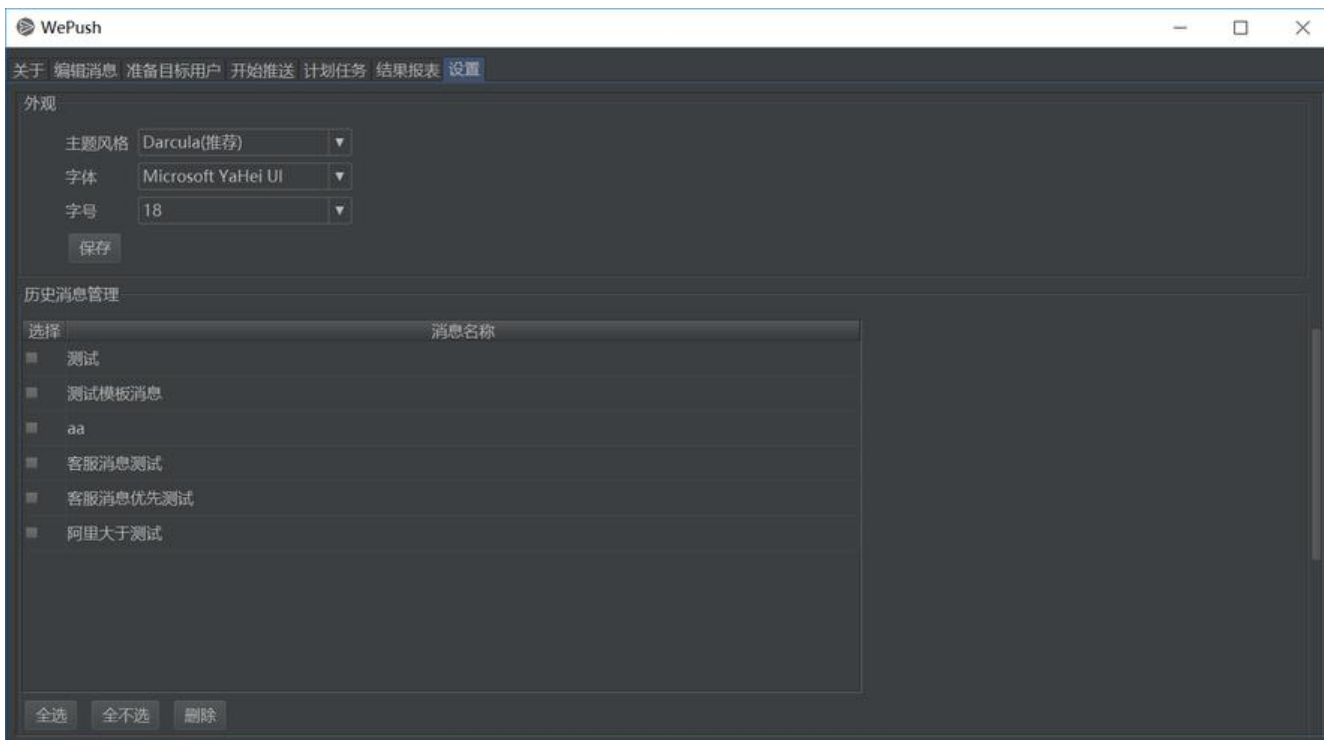 WePush
关于 编辑消息 准备目标用户 开始推送 计划任务 结果报表 设置
外观
主题风格 Darcula(推荐)
字体 Microsoft YaHei UI
字号 18
保存
历史消息管理
选择 消息名称
测试
测试模板消息
aa
客服消息测试
客服消息优先测试
阿里大于测试
全选 全不选 删除